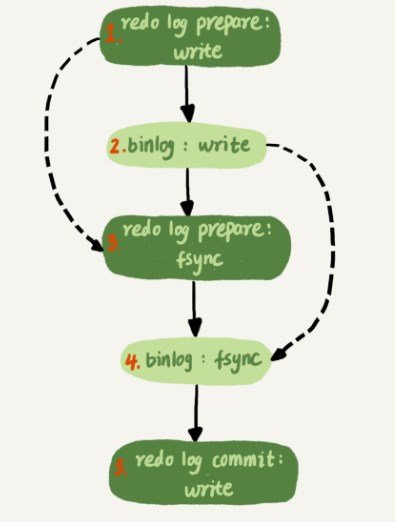 1. redo log prepare:
write
2. binlog : write
3. redo log prepare:
fsync
4. binlog : fsync
5. redo log commit:
write